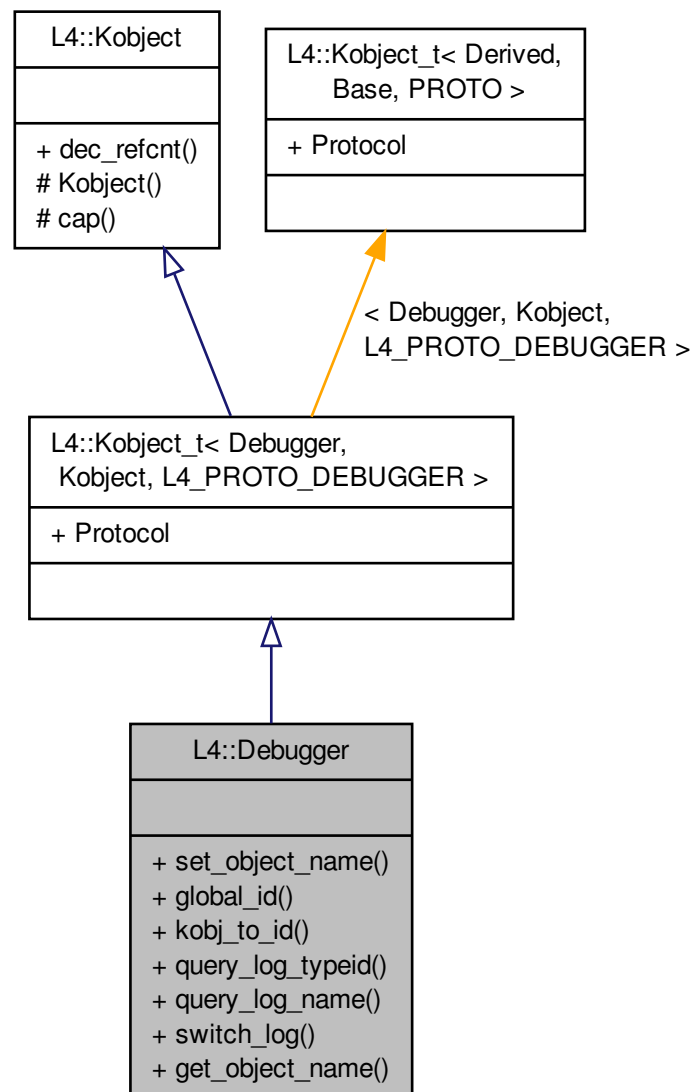 L4::Kobject
+ dec_refcnt()
# Kobject()
# cap()
L4::Kobject_t< Derived,
Base, PROTO >
+ Protocol
< Debugger, Kobject,
L4_PROTO_DEBUGGER >
L4::Kobject_t< Debugger,
Kobject, L4_PROTO_DEBUGGER >
+ Protocol
L4::Debugger
+ set_object_name()
+ global_id()
+ kobj_to_id()
+ query_log_typeid()
+ query_log_name()
+ switch_log()
+ get_object_name()